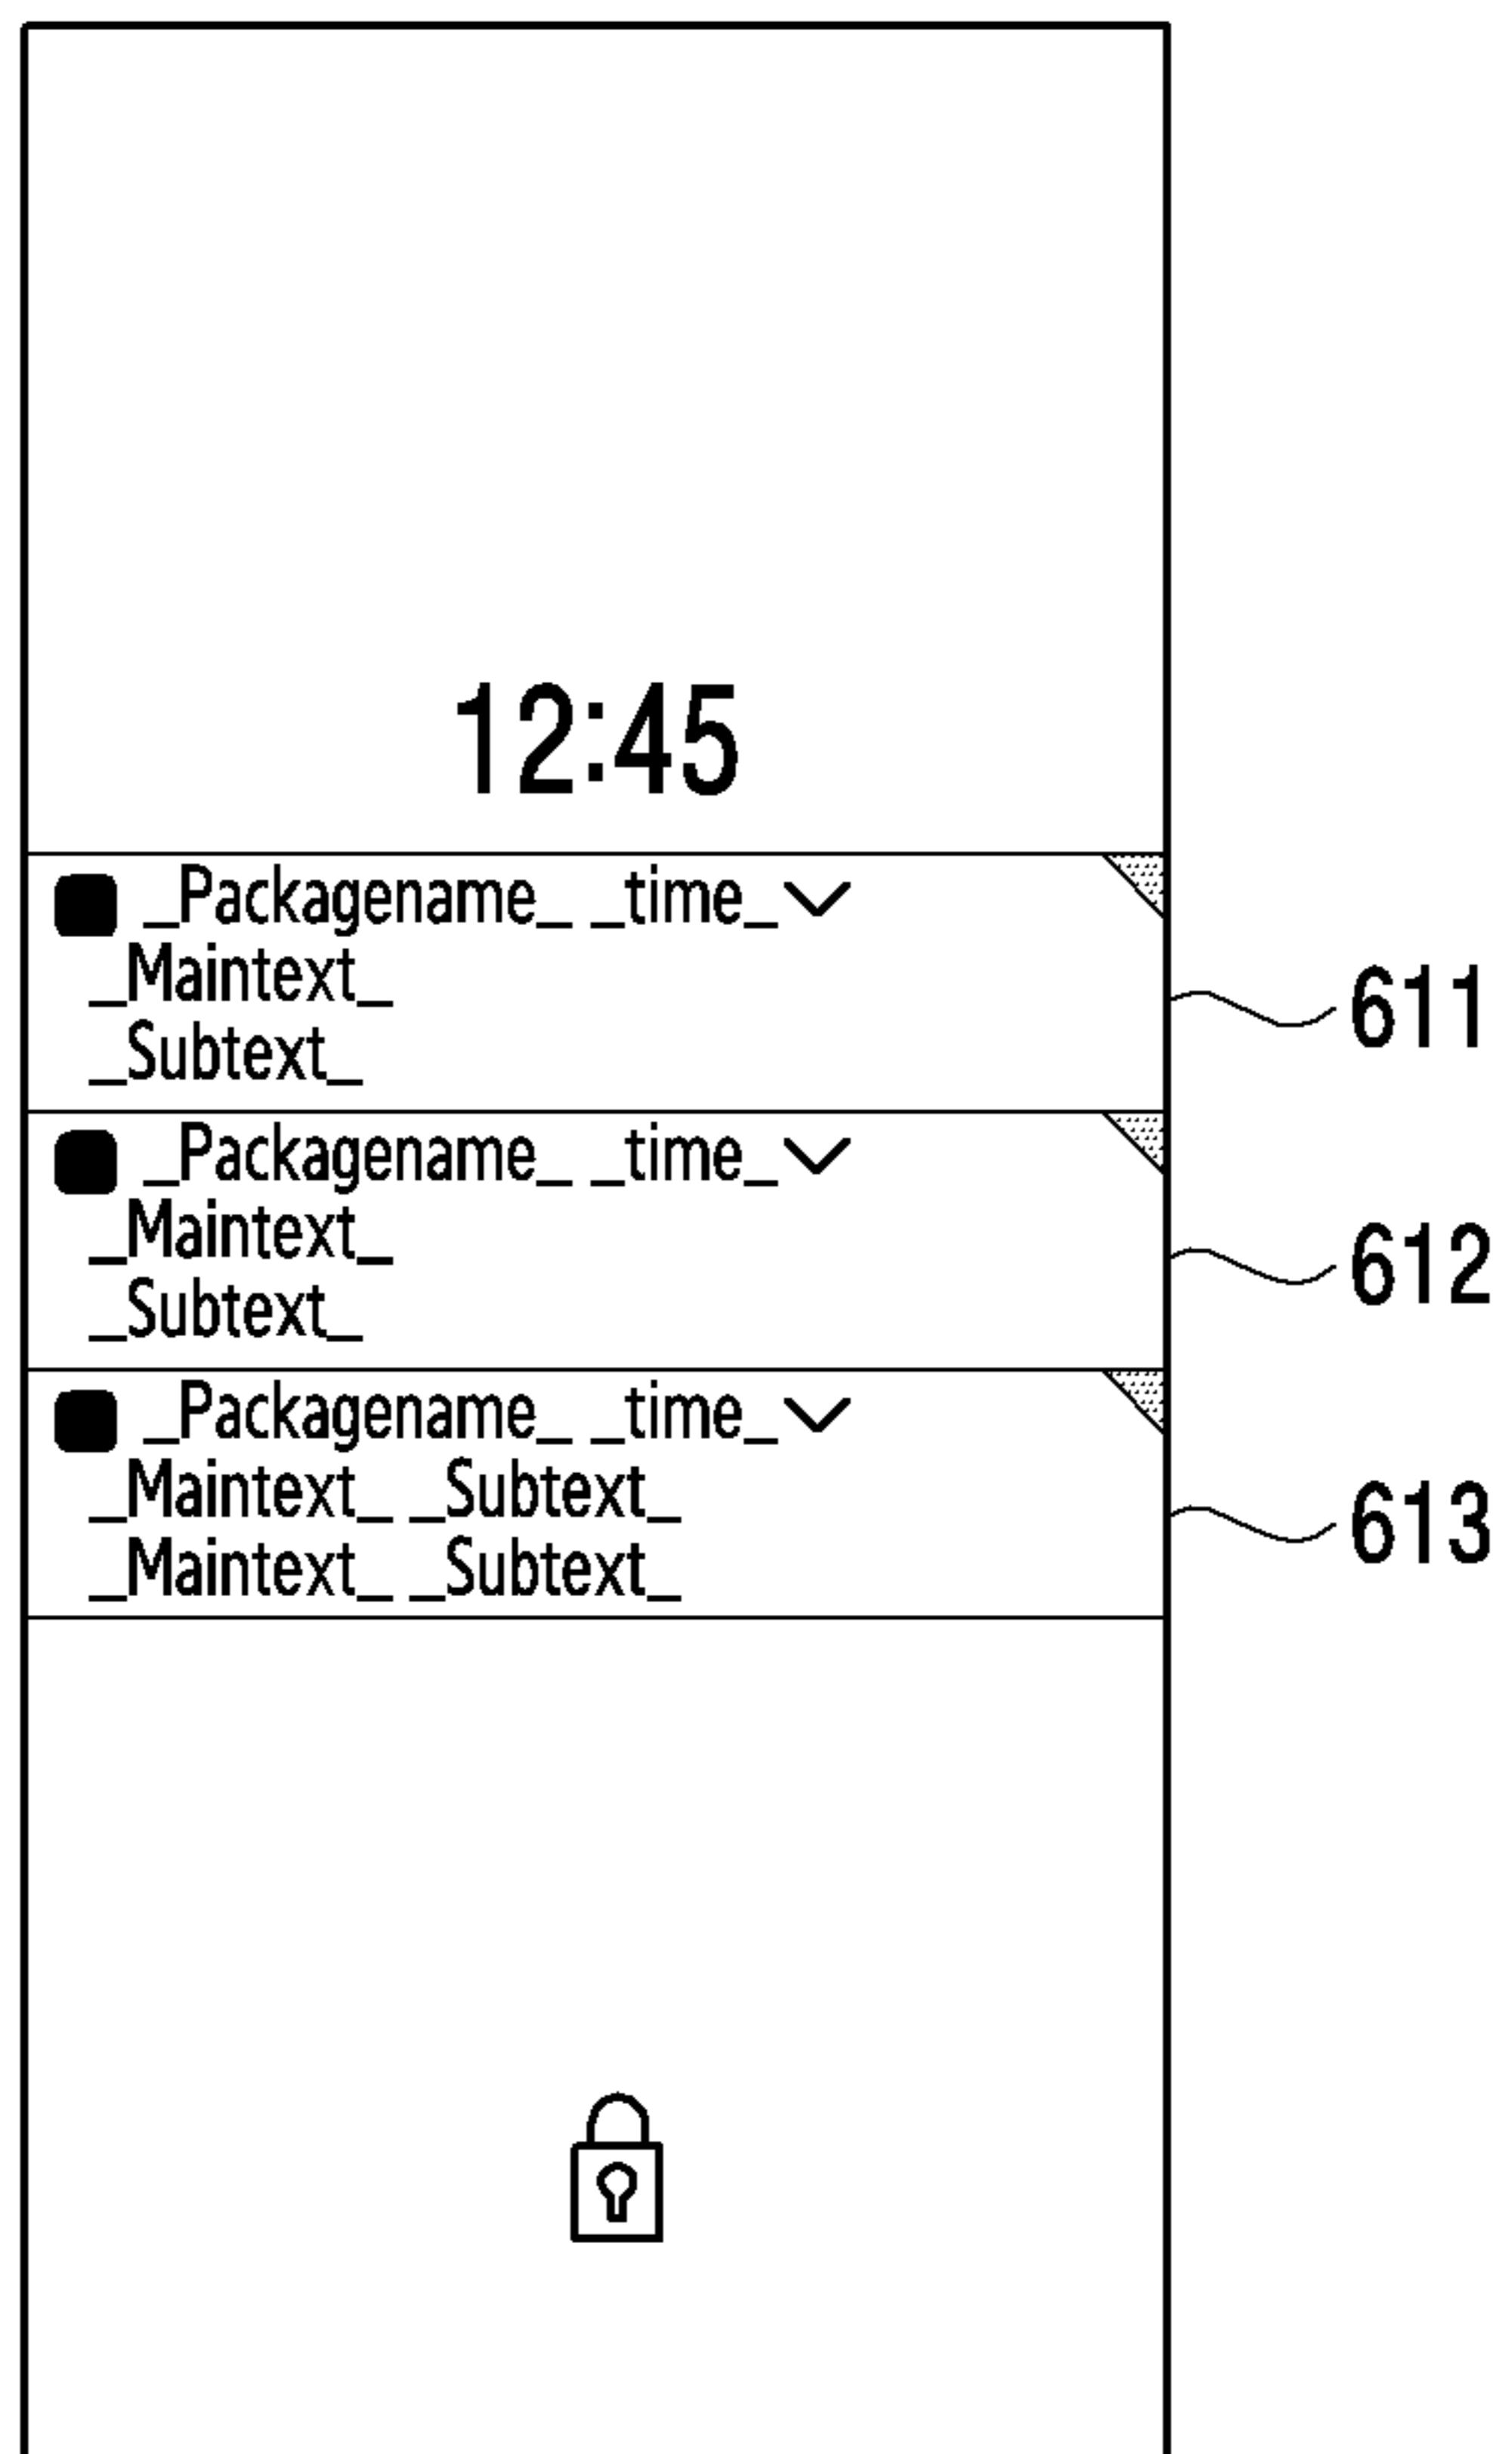 12:45
_Packagename_ _time_
_Maintext_
_Subtext_
611
_Packagename_ _time_
_Maintext_
_Subtext_
612
_Packagename_ _time_
_Maintext_ _Subtext_
_Maintext_ _Subtext_
613